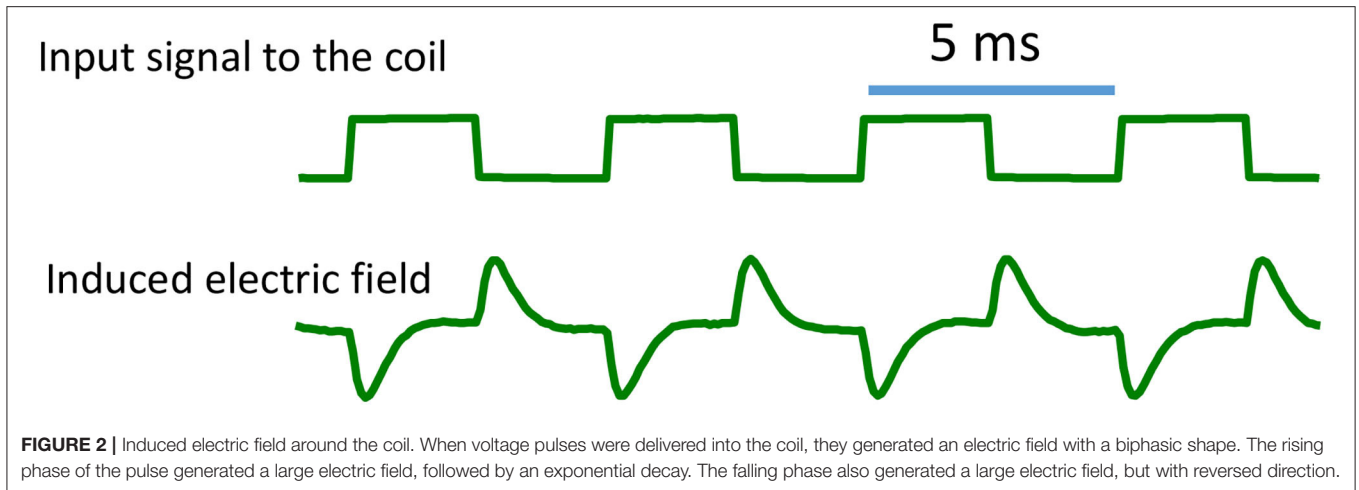 Input signal to the coil
5 ms
Induced electric field
FIGURE 2 | Induced electric field around the coil. When voltage pulses were delivered into the coil, they generated an electric field with a biphasic shape. The rising
phase of the pulse generated a large electric field, followed by an exponential decay. The falling phase also generated a large electric field, but with reversed direction.